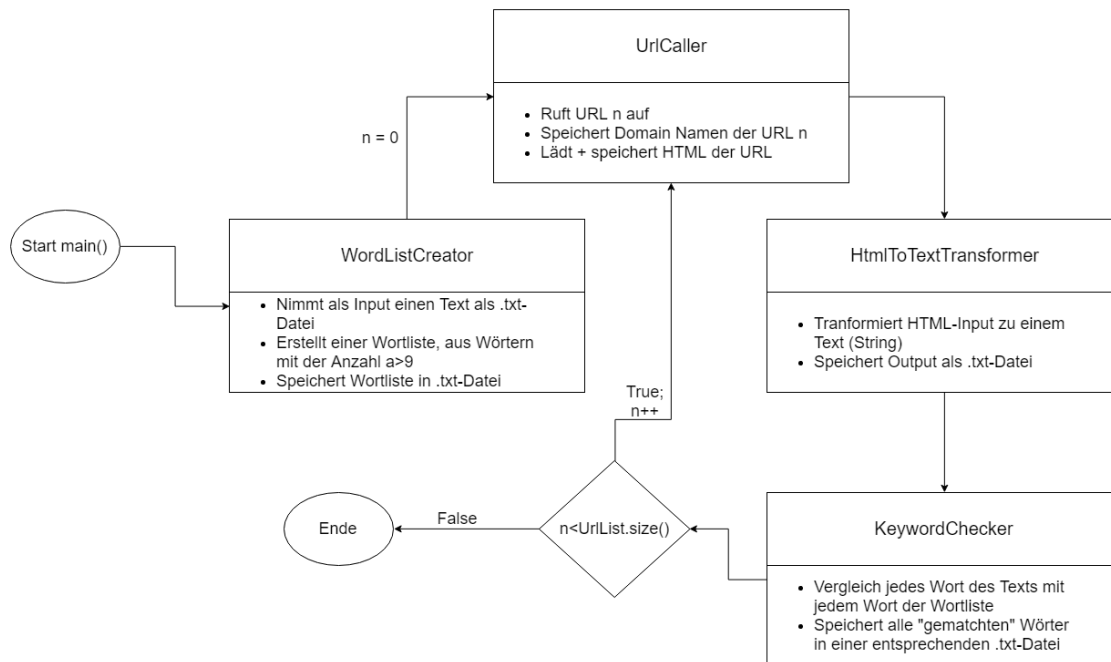 Start main()
WordListCreator
• Nimmt als Input einen Text als .txt-
Datei
• Erstellt einer Wortliste, aus Wörtern
mit der Anzahl a>9
• Speichert Wortliste in .txt-Datei
n = 0
UrlCaller
• Ruft URL n auf
• Speichert Domain Namen der URL n
• Lädt + speichert HTML der URL
HtmlToTextTransformer
• Tranformiert HTML-Input zu einem
Text (String)
• Speichert Output als .txt-Datei
KeywordChecker
• Vergleich jedes Wort des Texts mit
jedem Wort der Wortliste
• Speichert alle "gematchten" Wörter
in einer entsprechenden .txt-Datei
n<UrlList.size()
True;
n++
False
Ende